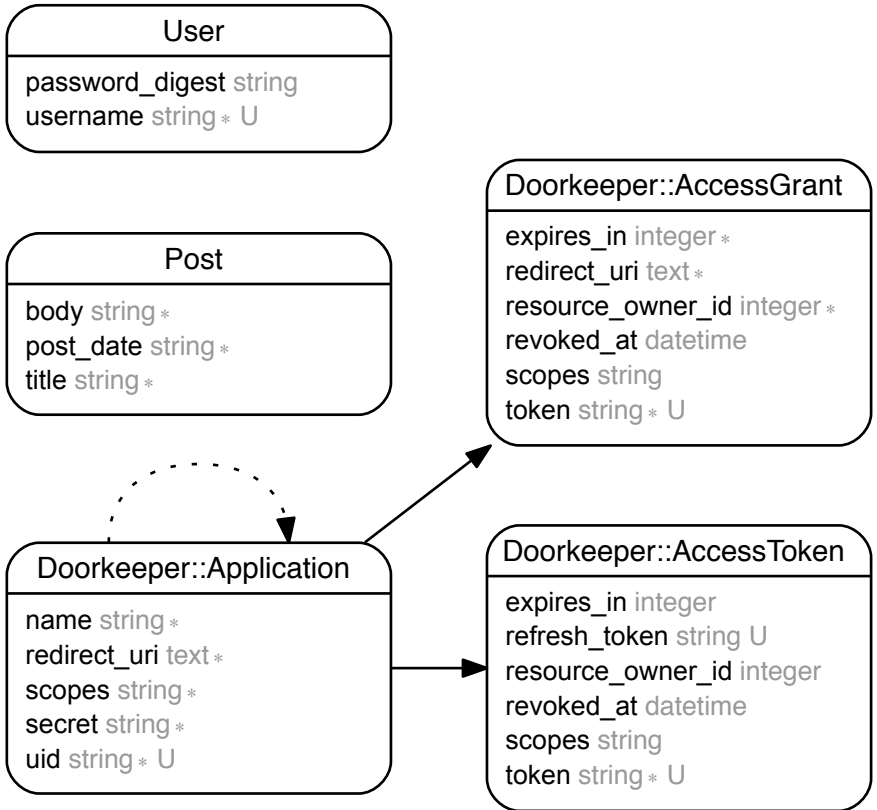 User
password_digest string
username string * U
Post
body string *
post_date string *
title string *
Doorkeeper::Application
name string *
redirect_uri text *
scopes string *
secret string *
uid string * U
Doorkeeper::AccessGrant
expires_in integer *
redirect_uri text *
resource_owner_id integer *
revoked_at datetime
scopes string
token string * U
Doorkeeper::AccessToken
expires_in integer
refresh_token string U
resource_owner_id integer
revoked_at datetime
scopes string
token string * U